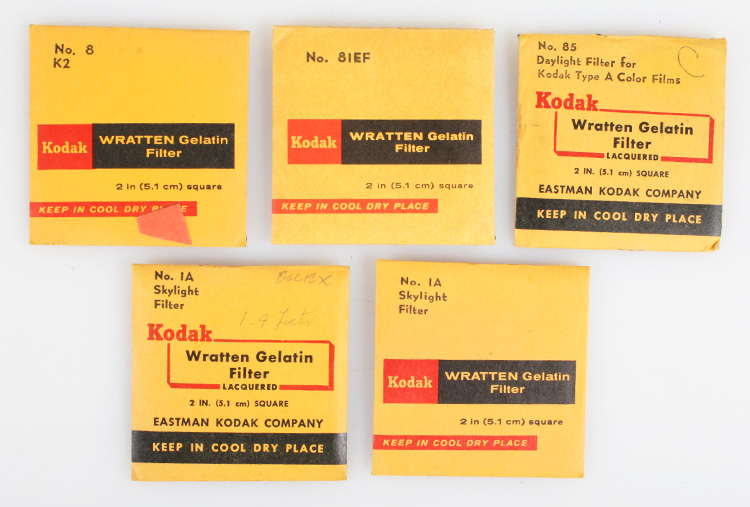 No. 8
K2
Kodak
WRATTEN Gelatin
Filter
2 in (5.1 cm) square
KEEP IN COOL DRY PLACE
No. 81EF
Kodak
WRATTEN Gelatin
Filter
2 in (5.1 cm) square
KEEP IN COOL DRY PLACE
No. 85
Daylight Filter for
Kodak Type A Color Films
C
Kodak
Wratten Gelatin
Filter
LACQUERED
2 IN. (5.1 cm) SQUARE
EASTMAN KODAK COMPANY
KEEP IN COOL DRY PLACE
No. 1A
Skylight
Filter
BOLEX
1.4
Kodak
Wratten Gelatin
Filter
LACQUERED
2 IN. (5.1 cm) SQUARE
EASTMAN KODAK COMPANY
KEEP IN COOL DRY PLACE
No. 1A
Skylight
Filter
Kodak
WRATTEN Gelatin
Filter
2 in (5.1 cm) square
KEEP IN COOL DRY PLACE